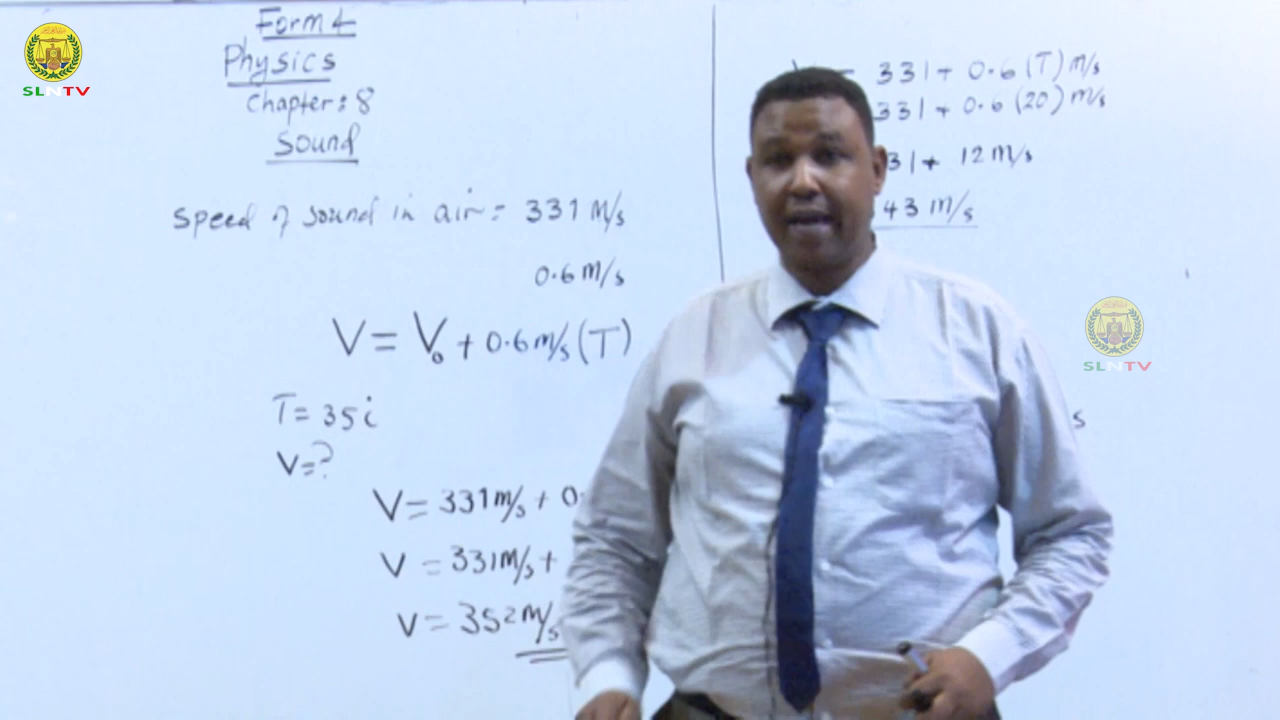 SLNTV
Form 4
Physics
Chapter: 8
Sound
Speed of sound in air = 331 m/s
0.6 m/s
V = V₀ + 0.6 m/s (T)
T = 35
V = ?
V = 331 m/s + 0.
V = 331 m/s +
V = 352 m/s
331 + 0.6 (T) m/s
331 + 0.6 (20) m/s
31 + 12 m/s
43 m/s
SLNTV
s